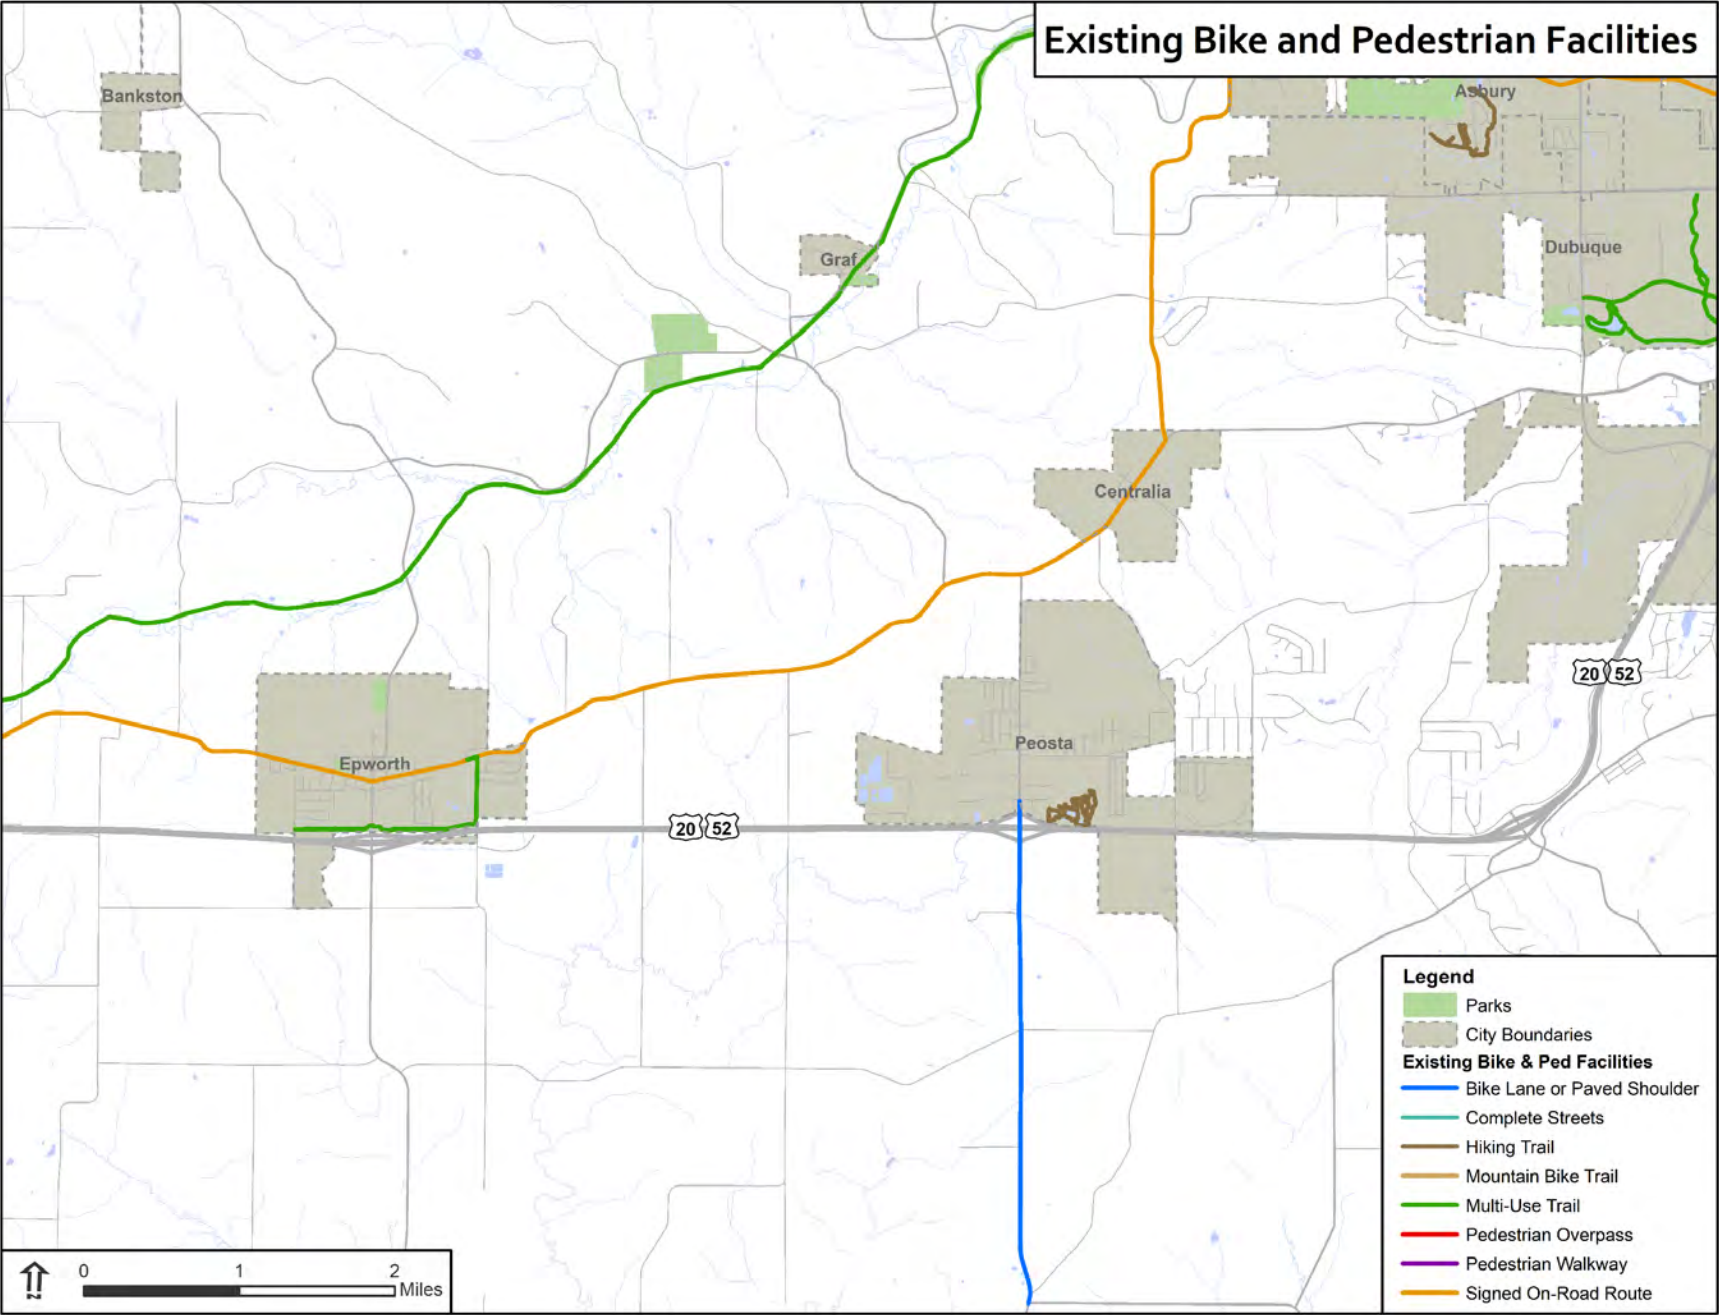 Existing Bike and Pedestrian Facilities
Bankston
Asbury
Graf
Dubuque
Centralia
20 52
Peosta
Epworth
20 52
Legend
Parks
City Boundaries
Existing Bike & Ped Facilities
Bike Lane or Paved Shoulder
Complete Streets
Hiking Trail
Mountain Bike Trail
Multi-Use Trail
Pedestrian Overpass
Pedestrian Walkway
Signed On-Road Route
N
0 1 2
Miles